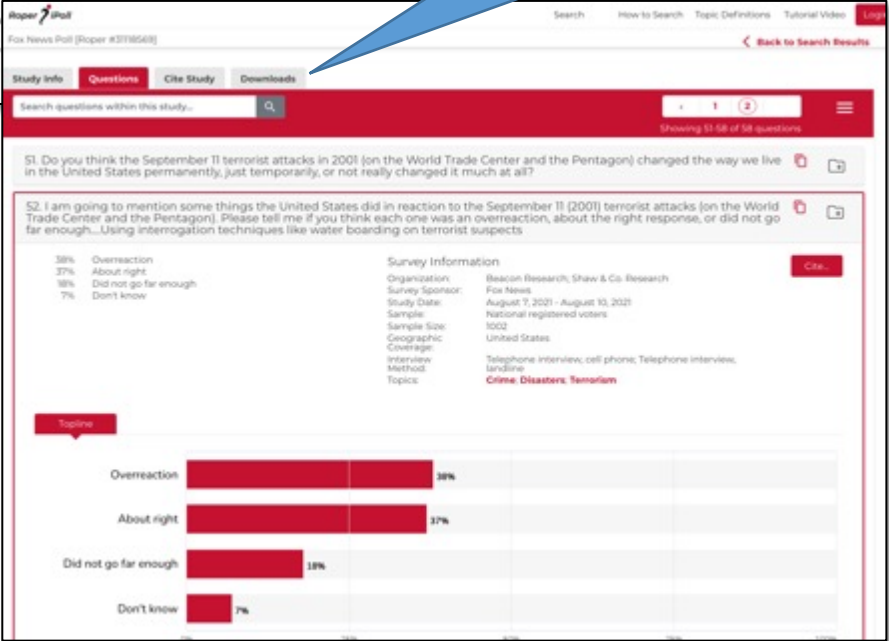 Roper iPoll
Search How to Search Topic Definitions Tutorial Video Login
Fox News Poll [Roper #31118569]
Back to Search Results
Study Info Questions Cite Study Downloads
Search questions within this study...
1 2
Showing 51-58 of 58 questions
51. Do you think the September 11 terrorist attacks in 2001 (on the World Trade Center and the Pentagon) changed the way we live
in the United States permanently, just temporarily, or not really changed it much at all?
52. I am going to mention some things the United States did in reaction to the September 11 (2001) terrorist attacks (on the World
Trade Center and the Pentagon). Please tell me if you think each one was an overreaction, about the right response, or did not go
far enough...Using interrogation techniques like water boarding on terrorist suspects
38% Overreaction
37% About right
18% Did not go far enough
7% Don't know
Survey Information
Cite...
Organization: Beacon Research; Shaw & Co. Research
Survey Sponsor: Fox News
Study Date: August 7, 2021 - August 10, 2021
Sample: National registered voters
Sample Size: 1002
Geographic Coverage: United States
Interview Method: Telephone interview, cell phone; Telephone interview,
landline
Topics: Crime; Disasters; Terrorism
Topline
Overreaction 38%
About right 37%
Did not go far enough 18%
Don't know 7%